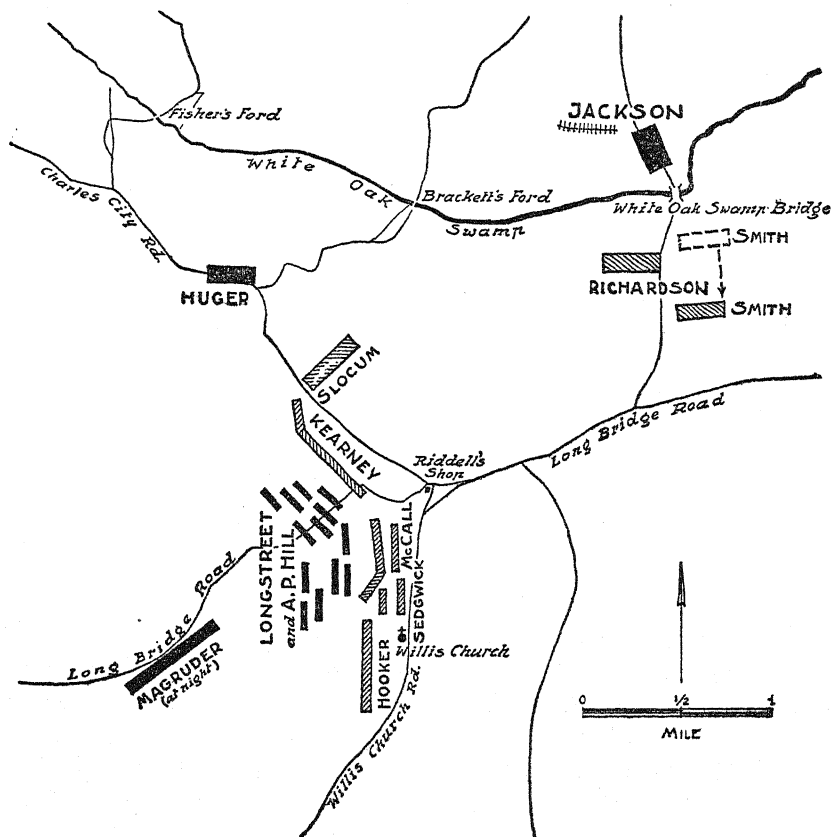 Fisher's Ford
JACKSON
White Oak Swamp
Brackett's Ford
White Oak Swamp Bridge
Charles City Rd.
SMITH
RICHARDSON
HUGER
SMITH
SLOCUM
KEARNEY
Long Bridge Road
Riddell's
Shop
LONGSTREET
and A.P. HILL
McCALL
SEDGWICK
Long Bridge Road
Willis Church
HOOKER
MAGRUDER
(at night)
Willis Church Rd.
0 1/2 1
MILE